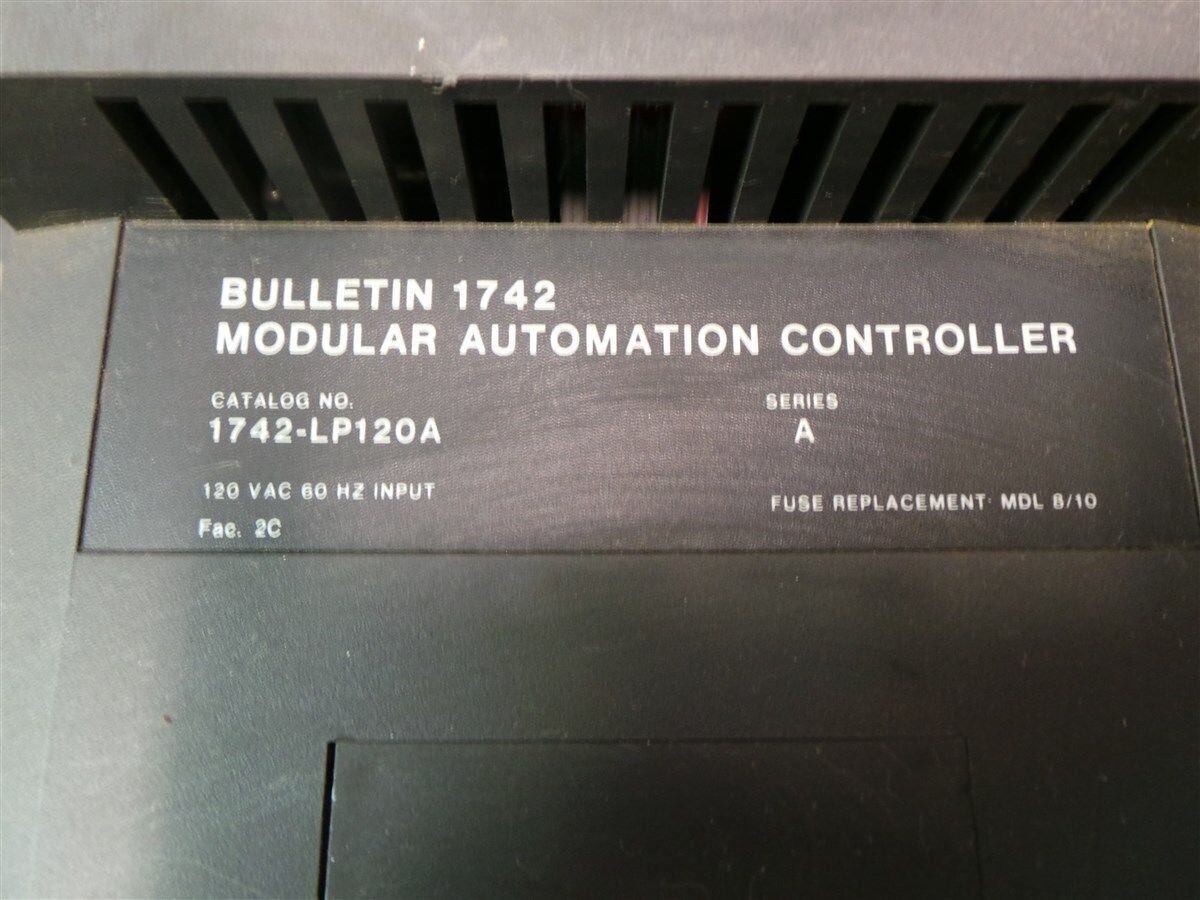 BULLETIN 1742
MODULAR AUTOMATION CONTROLLER
CATALOG NO. SERIES
1742-LP120A A
120 VAC 60 HZ INPUT
FUSE REPLACEMENT: MDL 8/10
Fac. 2C